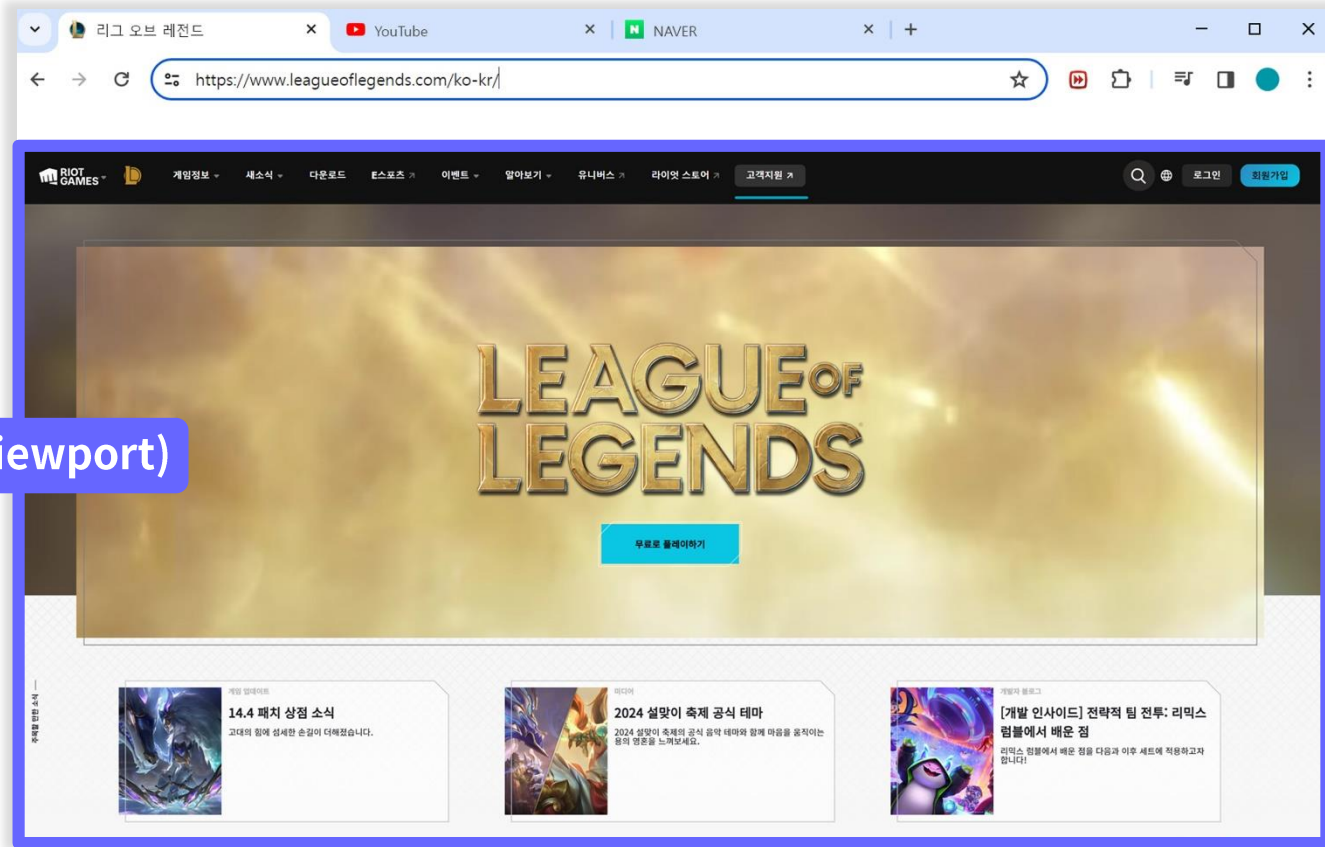 리그 오브 레전드
YouTube
NAVER
https://www.leagueoflegends.com/ko-kr/
RIOT
GAMES
게임정보
새소식
다운로드
E스포츠
이벤트
알아보기
유니버스
라이엇 스토어
고객지원
로그인
회원가입
LEAGUE OF
LEGENDS
iewport)
무료로 플레이하기
주목할 만한 소식
게임 업데이트
14.4 패치 상점 소식
고대의 힘에 섬세한 손길이 더해졌습니다.
미디어
2024 설맞이 축제 공식 테마
2024 설맞이 축제의 공식 음악 테마와 함께 마음을 움직이는
용의 영혼을 느껴보세요.
개발자 블로그
[개발 인사이드] 전략적 팀 전투: 리믹스
럼블에서 배운 점
리믹스 럼블에서 배운 점을 다음과 이후 세트에 적용하고자
합니다!